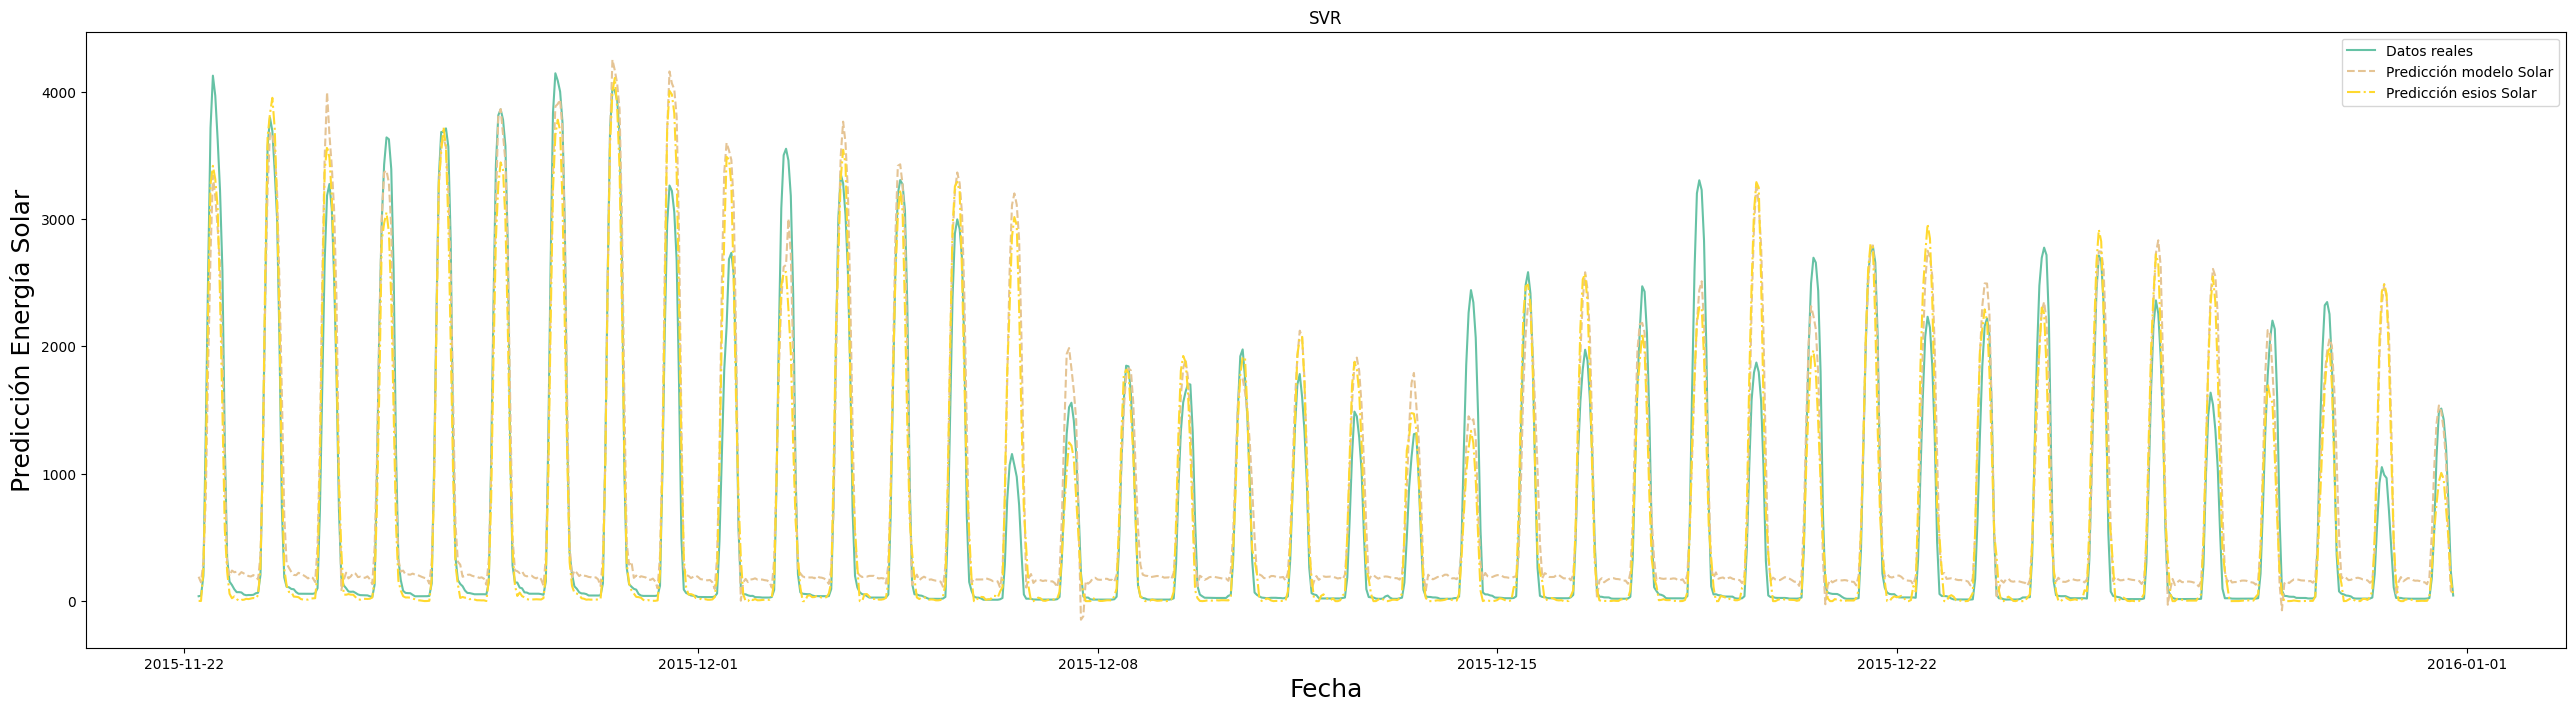 SVR
Datos reales
Predicción modelo Solar
Predicción esios Solar
Predicción Energía Solar
4000
3000
2000
1000
0
2015-11-22
2015-12-01
2015-12-08
2015-12-15
2015-12-22
2016-01-01
Fecha